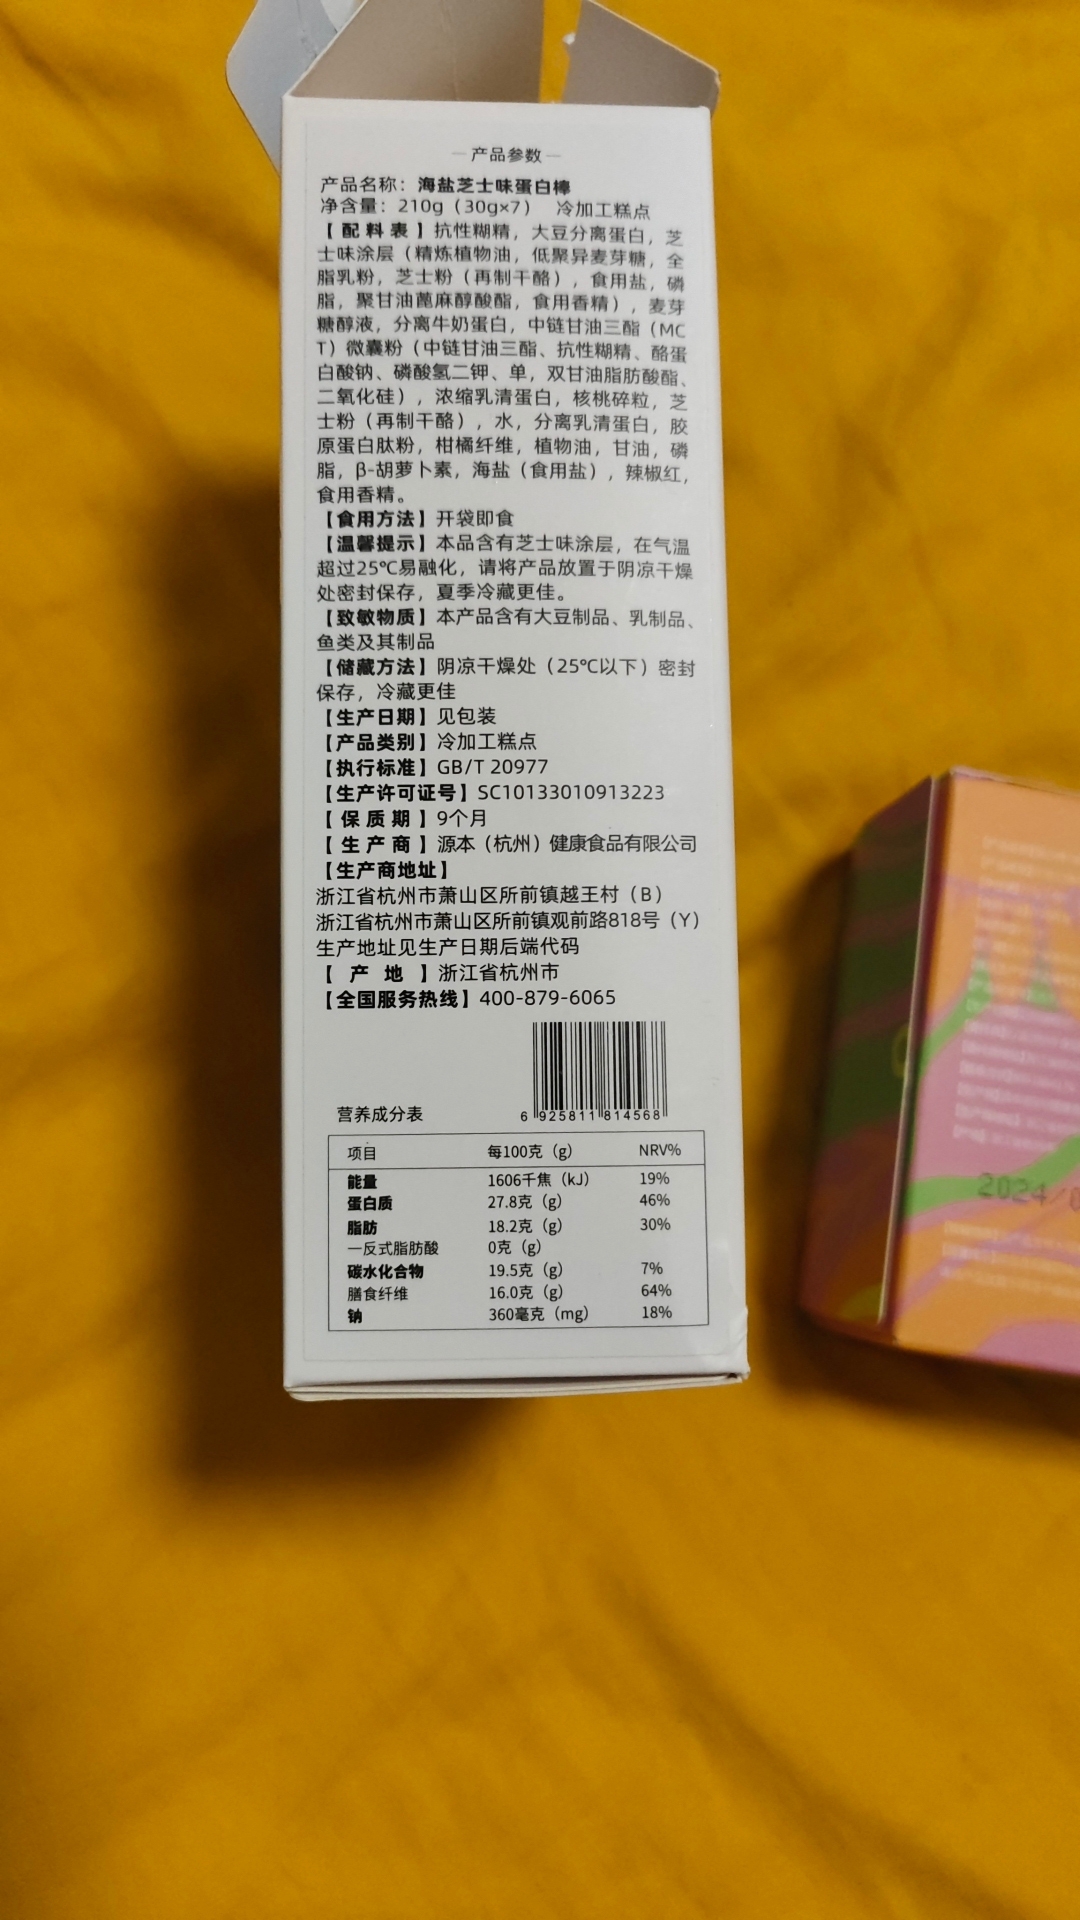 产品参数
产品名称：海盐芝士味蛋白棒
净含量：210g（30g×7） 冷加工糕点
【配料表】抗性糊精，大豆分离蛋白，芝
士味涂层（精炼植物油，低聚异麦芽糖，全
脂乳粉，芝士粉（再制干酪），食用盐，磷
脂，聚甘油蓖麻醇酸酯，食用香精），麦芽
糖醇液，分离牛奶蛋白，中链甘油三酯（MC
T）微囊粉（中链甘油三酯、抗性糊精、酪蛋
白酸钠、磷酸氢二钾、单，双甘油脂肪酸酯、
二氧化硅），浓缩乳清蛋白，核桃碎粒，芝
士粉（再制干酪），水，分离乳清蛋白，胶
原蛋白肽粉，柑橘纤维，植物油，甘油，磷
脂，β-胡萝卜素，海盐（食用盐），辣椒红，
食用香精。
【食用方法】开袋即食
【温馨提示】本品含有芝士味涂层，在气温
超过25℃易融化，请将产品放置于阴凉干燥
处密封保存，夏季冷藏更佳。
【致敏物质】本产品含有大豆制品、乳制品、
鱼类及其制品
【储藏方法】阴凉干燥处（25℃以下）密封
保存，冷藏更佳
【生产日期】见包装
【产品类别】冷加工糕点
【执行标准】GB/T 20977
【生产许可证号】SC10133010913223
【保质期】9个月
【生产商】源本（杭州）健康食品有限公司
【生产商地址】
浙江省杭州市萧山区所前镇越王村（B）
浙江省杭州市萧山区所前镇观前路818号（Y）
生产地址见生产日期后端代码
【产地】浙江省杭州市
【全国服务热线】400-879-6065
6 925811 814568
营养成分表
项目 每100克（g） NRV%
能量 1606千焦（kJ） 19%
蛋白质 27.8克（g） 46%
脂肪 18.2克（g） 30%
—反式脂肪酸 0克（g）
碳水化合物 19.5克（g） 7%
膳食纤维 16.0克（g） 64%
钠 360毫克（mg） 18%
2024/0